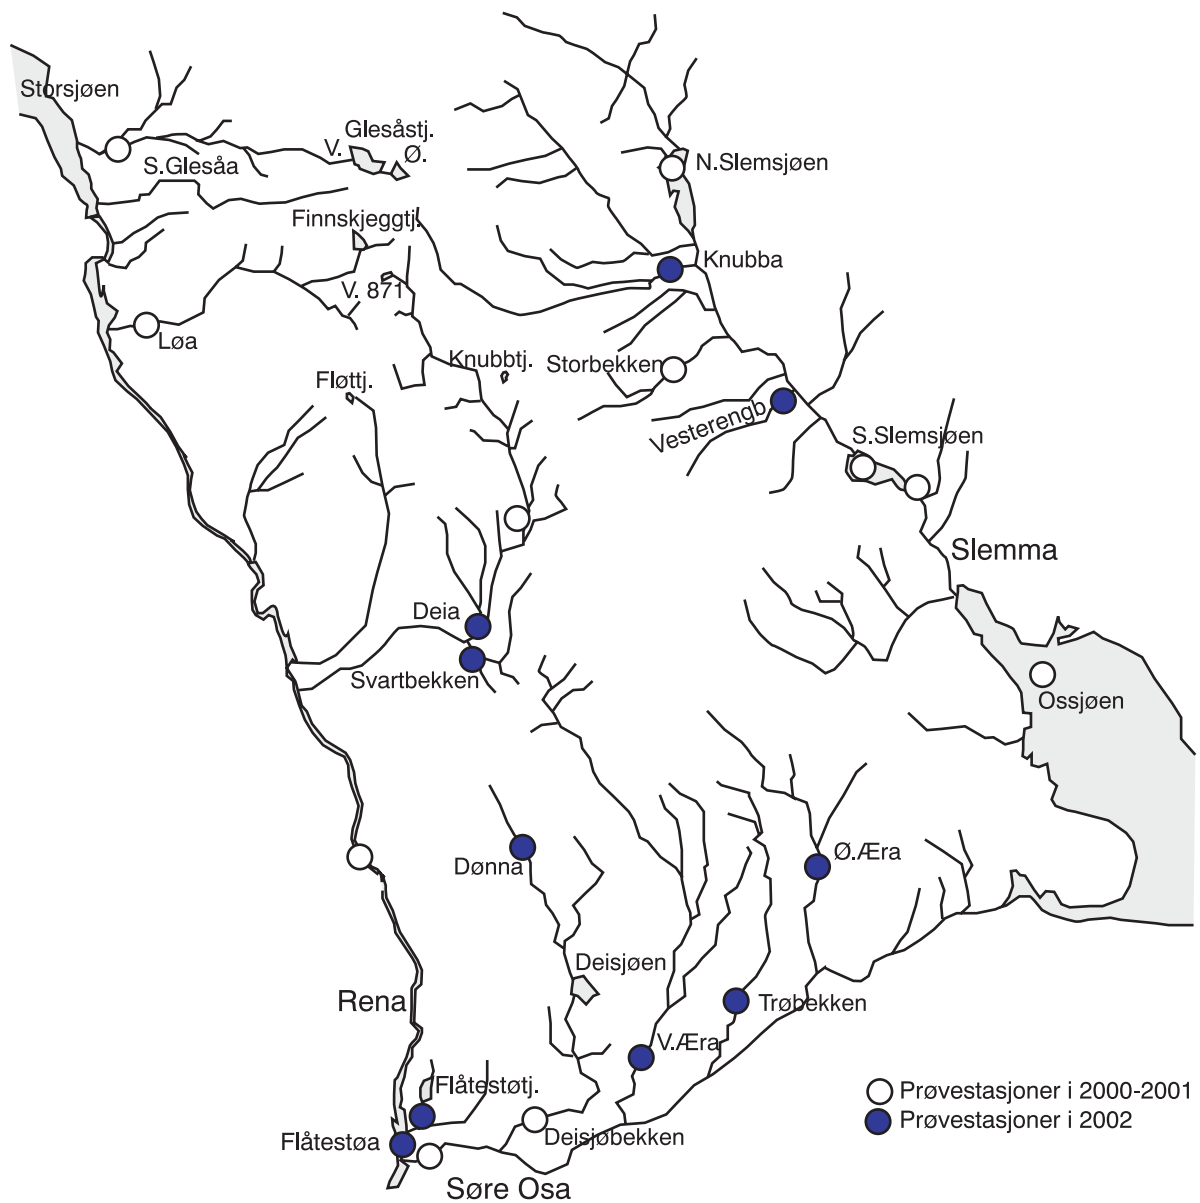 Storsjøen
Glesåstj.
V.
Ø.
S.Glesåa
N.Slemsjøen
Finnskjeggtj.
Knubba
V. 871
Løa
Knubbtj.
Storbekken
Fløttj.
Vesterengb.
S.Slemsjøen
Slemma
Deia
Svartbekken
Ossjøen
Dønna
Ø.Æra
Deisjøen
Rena
Trøbekken
V.Æra
Flåtestøtj.
Prøvestasjoner i 2000-2001
Prøvestasjoner i 2002
Flåtestøa
Deisjøbekken
Søre Osa